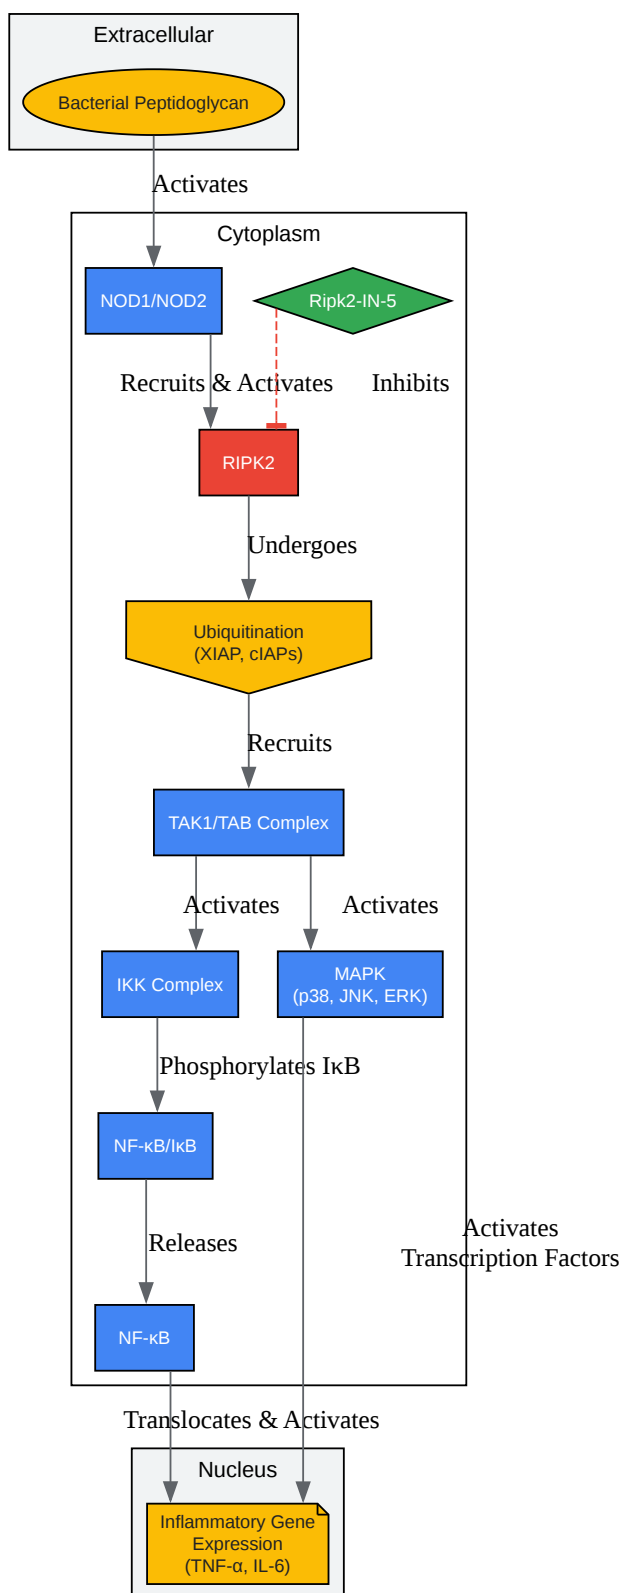 Extracellular
Bacterial Peptidoglycan
Activates
Cytoplasm
NOD1/NOD2
Ripk2-IN-5
Recruits & Activates
Inhibits
RIPK2
Undergoes
Ubiquitination
(XIAP, cIAPs)
Recruits
TAK1/TAB Complex
Activates
Activates
IKK Complex
MAPK
(p38, JNK, ERK)
Phosphorylates IκB
NF-κB/IκB
Releases
Activates
Transcription Factors
NF-κB
Translocates & Activates
Nucleus
Inflammatory Gene
Expression
(TNF-α, IL-6)